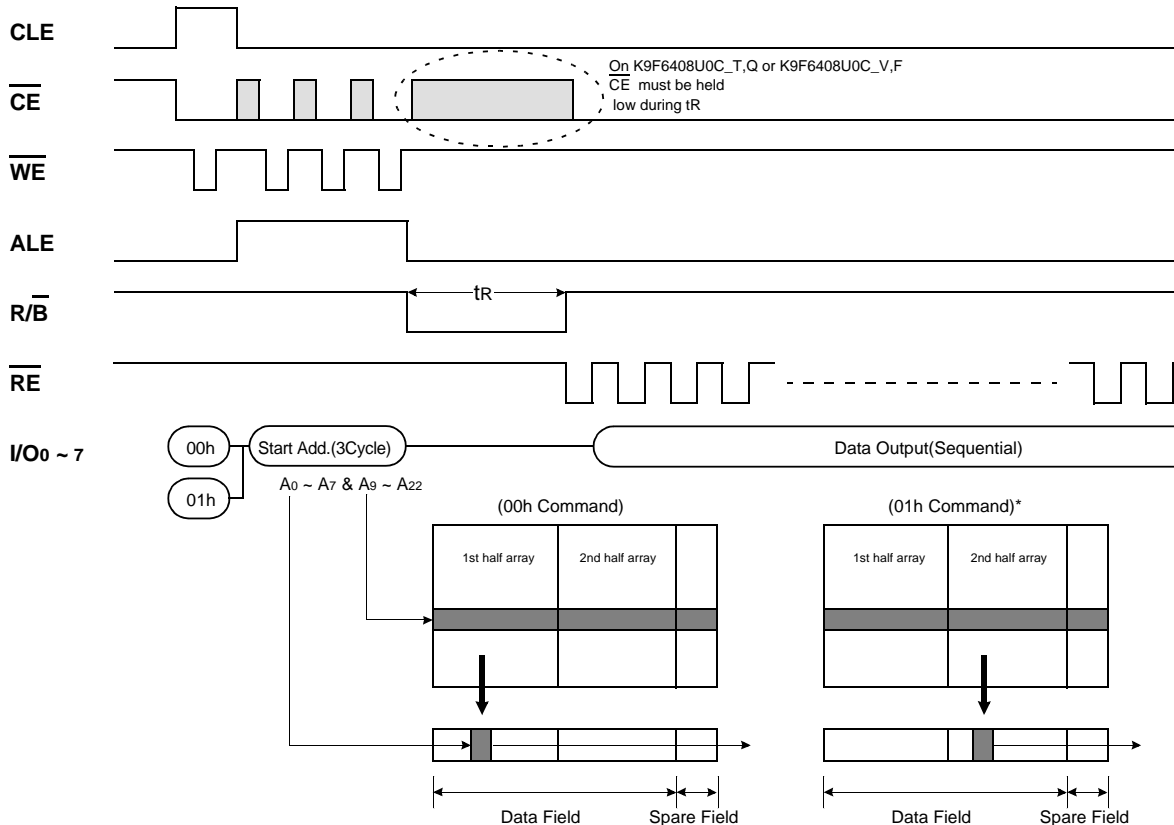 CLE
CE
On K9F6408U0C_T,Q or K9F6408U0C_V,F
CE must be held
low during tR
WE
ALE
R/B
tR
RE
I/O0 ~ 7
00h
Start Add.(3Cycle)
Data Output(Sequential)
01h
A0 ~ A7 & A9 ~ A22
(00h Command)
(01h Command)*
1st half array
2nd half array
1st half array
2nd half array
Data Field
Spare Field
Data Field
Spare Field